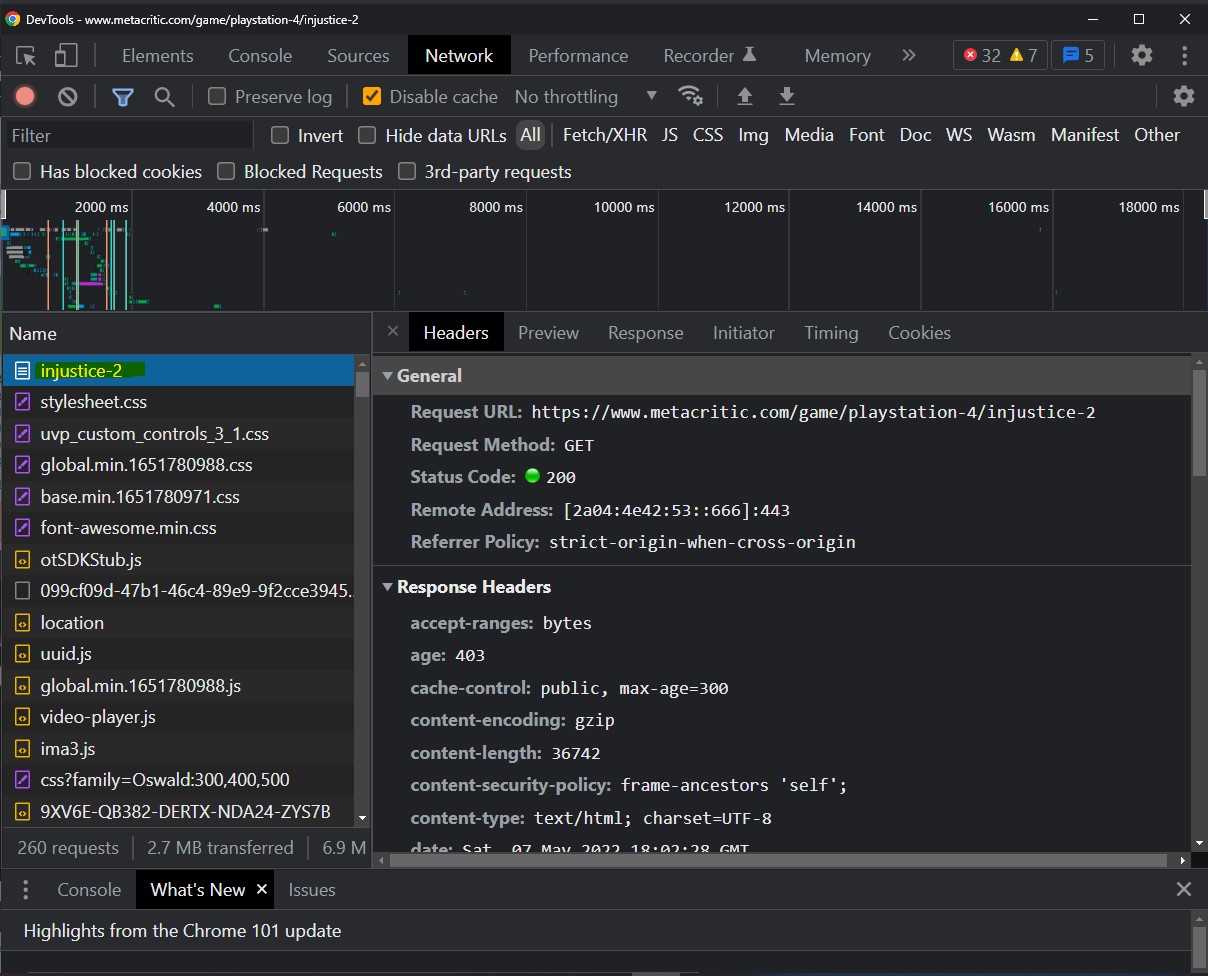 DevTools - www.metacritic.com/game/playstation-4/injustice-2
Elements Console Sources Network Performance Recorder Memory 32 7 5
Preserve log Disable cache No throttling
Filter Invert Hide data URLs All Fetch/XHR JS CSS Img Media Font Doc WS Wasm Manifest Other
Has blocked cookies Blocked Requests 3rd-party requests
2000 ms 4000 ms 6000 ms 8000 ms 10000 ms 12000 ms 14000 ms 16000 ms 18000 ms
Name
injustice-2
stylesheet.css
uvp_custom_controls_3_1.css
global.min.1651780988.css
base.min.1651780971.css
font-awesome.min.css
otSDKStub.js
099cf09d-47b1-46c4-89e9-9f2cce3945...
location
uuid.js
global.min.1651780988.js
video-player.js
ima3.js
css?family=Oswald:300,400,500
9XV6E-QB382-DERTX-NDA24-ZYS7B
260 requests 2.7 MB transferred 6.9 M
Headers Preview Response Initiator Timing Cookies
General
Request URL: https://www.metacritic.com/game/playstation-4/injustice-2
Request Method: GET
Status Code: 200
Remote Address: [2a04:4e42:53::666]:443
Referrer Policy: strict-origin-when-cross-origin
Response Headers
accept-ranges: bytes
age: 403
cache-control: public, max-age=300
content-encoding: gzip
content-length: 36742
content-security-policy: frame-ancestors 'self';
content-type: text/html; charset=UTF-8
date: Sat, 07 May 2022 18:02:28 GMT
Console What's New Issues
Highlights from the Chrome 101 update